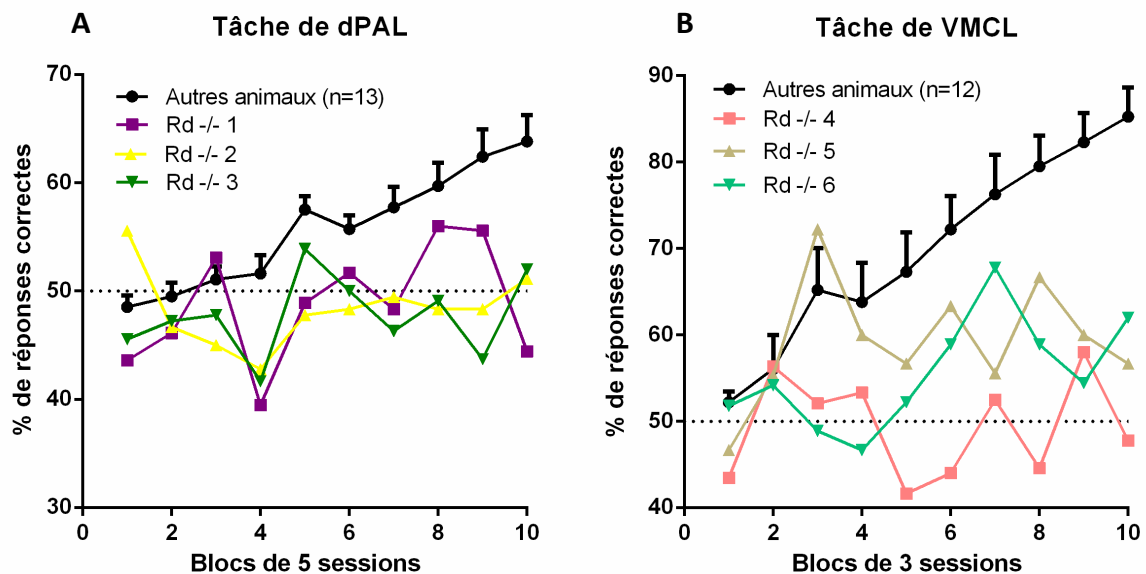 A
Tâche de dPAL
% de réponses correctes
70
60
50
40
30
Autres animaux (n=13)
Rd -/- 1
Rd -/- 2
Rd -/- 3
0 2 4 6 8 10
Blocs de 5 sessions
B
Tâche de VMCL
% de réponses correctes
90
80
70
60
50
40
Autres animaux (n=12)
Rd -/- 4
Rd -/- 5
Rd -/- 6
0 2 4 6 8 10
Blocs de 3 sessions